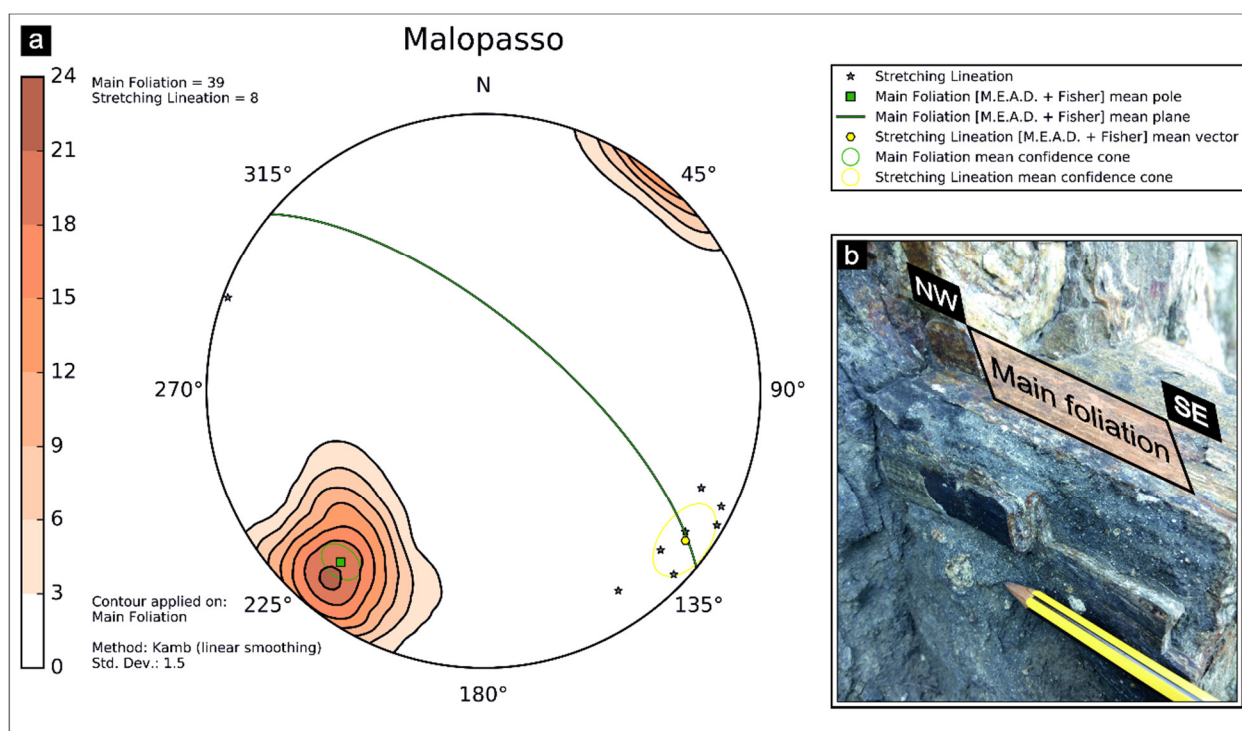 a
Malopasso
24
21
18
15
12
9
6
3
0
Main Foliation = 39
Stretching Lineation = 8
N
45°
90°
135°
180°
225°
270°
315°
Contour applied on:
Main Foliation
Method: Kamb (linear smoothing)
Std. Dev.: 1.5
Stretching Lineation
Main Foliation [M.E.A.D. + Fisher] mean pole
Main Foliation [M.E.A.D. + Fisher] mean plane
Stretching Lineation [M.E.A.D. + Fisher] mean vector
Main Foliation mean confidence cone
Stretching Lineation mean confidence cone
b
NW
Main foliation
SE